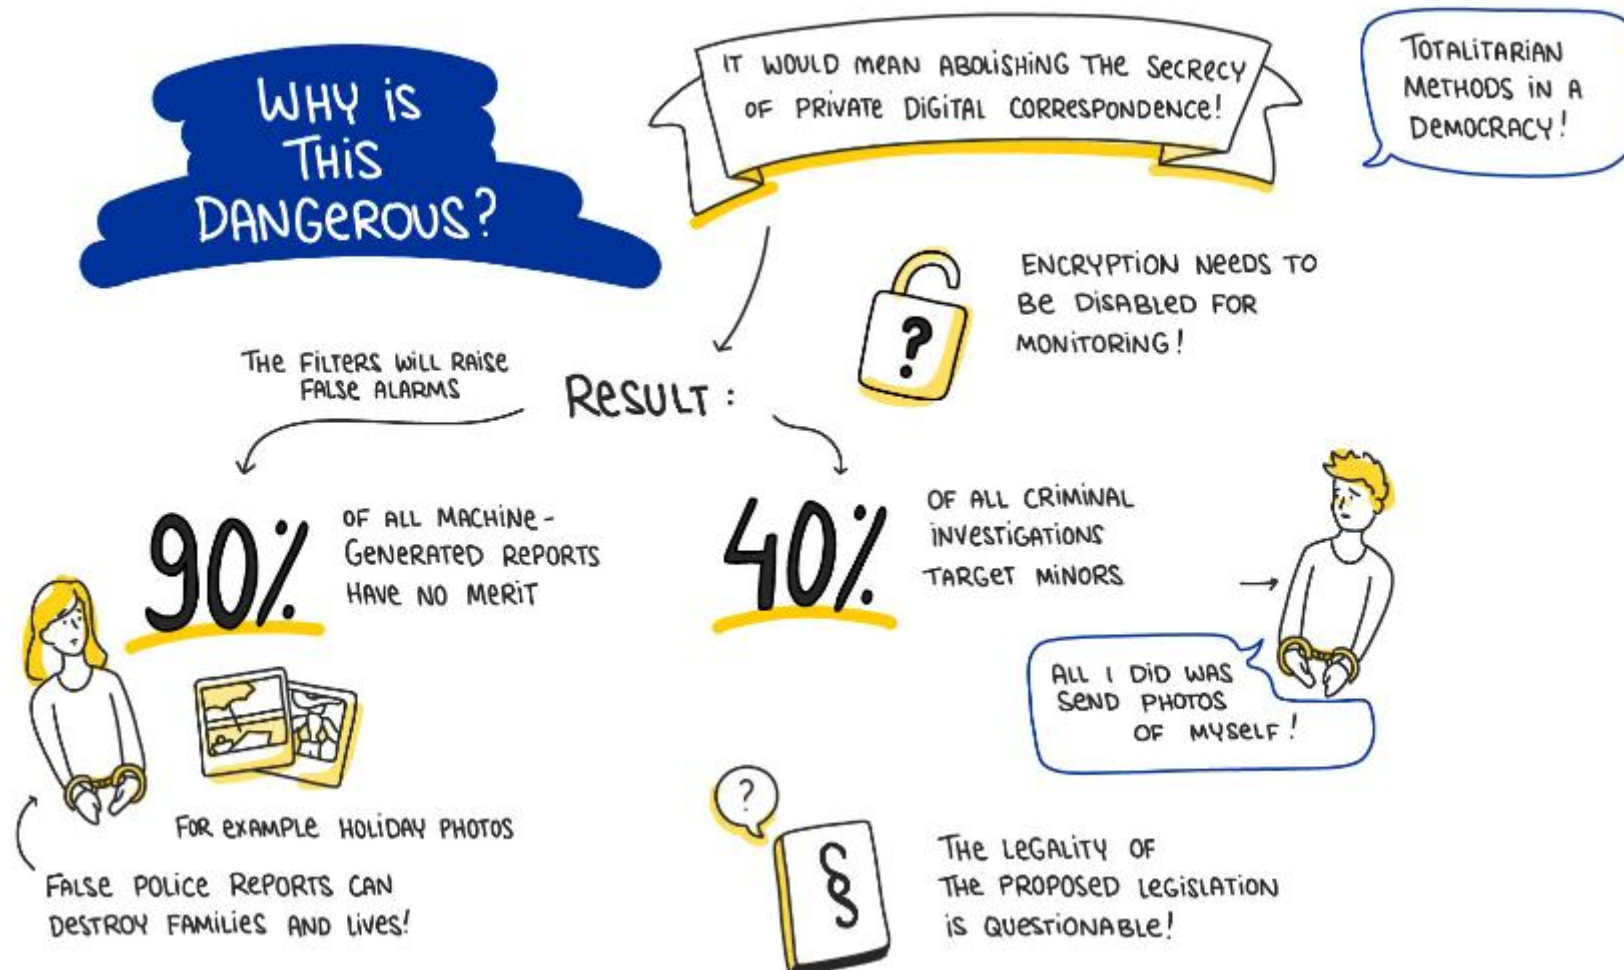 WHY IS
THIS
DANGEROUS?
IT WOULD MEAN ABOLISHING THE SECRECY
OF PRIVATE DIGITAL CORRESPONDENCE!
TOTALITARIAN
METHODS IN A
DEMOCRACY!
ENCRYPTION NEEDS TO
BE DISABLED FOR
MONITORING!
?
THE FILTERS WILL RAISE
FALSE ALARMS
RESULT:
90%
OF ALL MACHINE-
GENERATED REPORTS
HAVE NO MERIT
40%
OF ALL CRIMINAL
INVESTIGATIONS
TARGET MINORS
ALL I DID WAS
SEND PHOTOS
OF MYSELF!
FOR EXAMPLE HOLIDAY PHOTOS
FALSE POLICE REPORTS CAN
DESTROY FAMILIES AND LIVES!
?
§
THE LEGALITY OF
THE PROPOSED LEGISLATION
IS QUESTIONABLE!